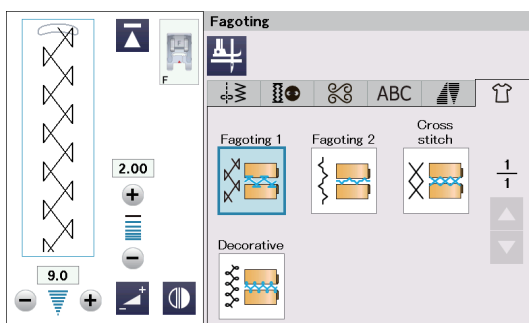 F
2.00
9.0
Fagoting
ABC
Fagoting 1
Fagoting 2
Cross
stitch
1
1
Decorative